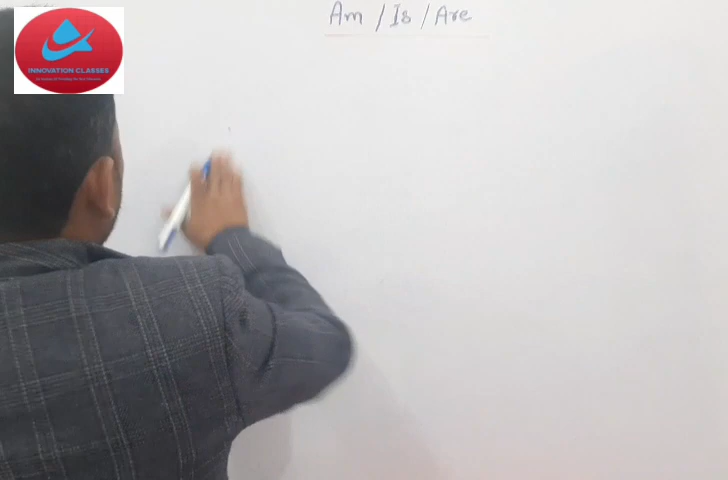 Am / Is / Are
INNOVATION CLASSES